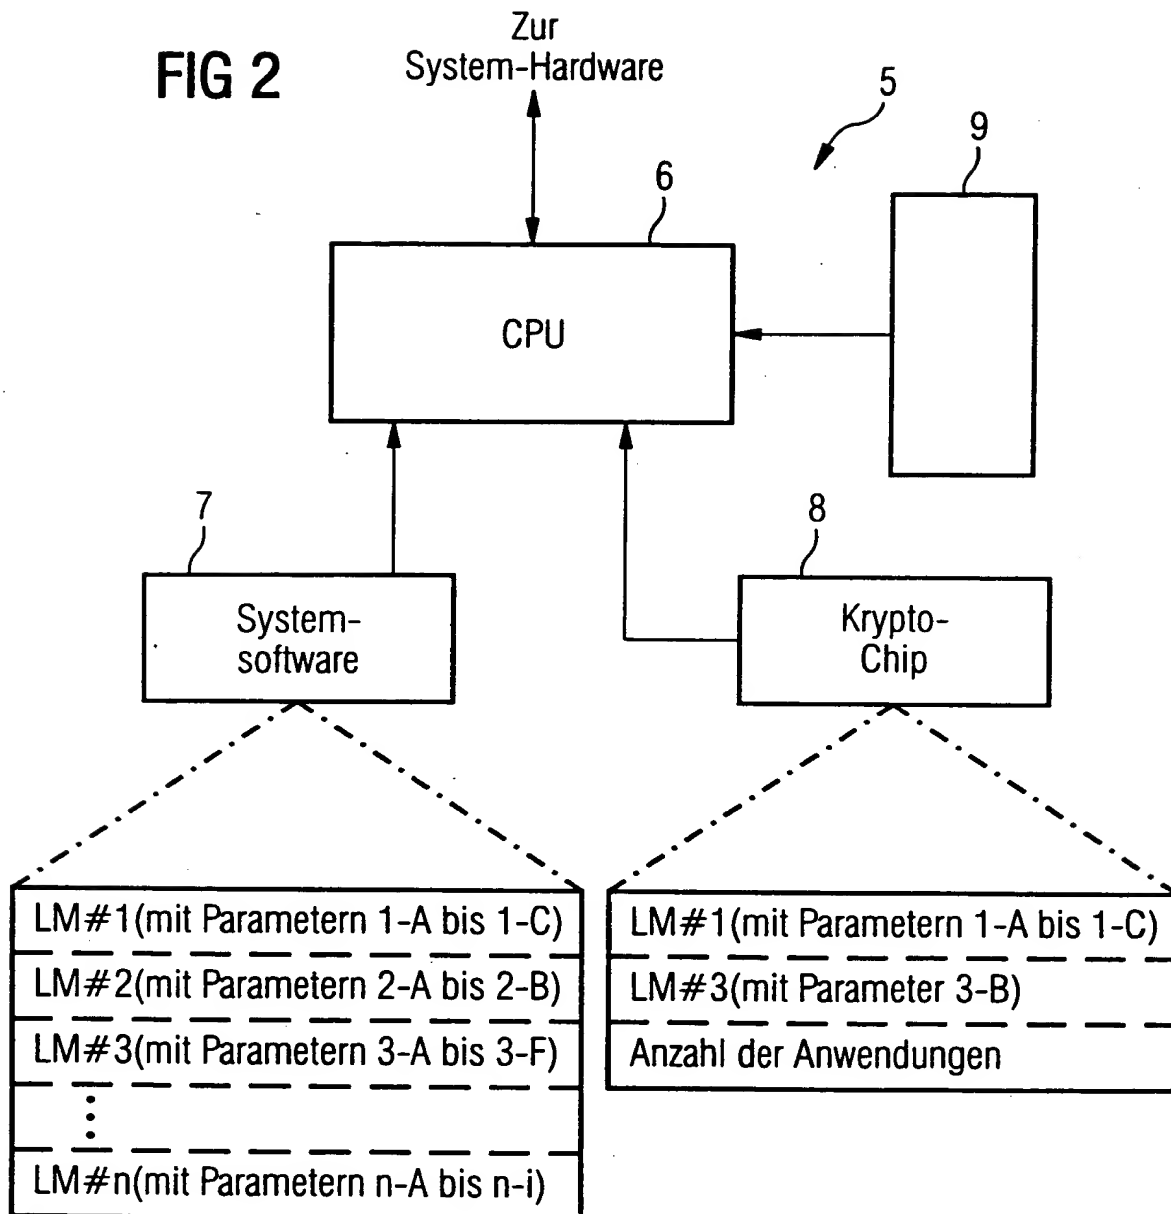 FIG 2
Zur
System-Hardware
5
9
6
CPU
7
8
System-
software
Krypto-
Chip
LM#1(mit Parametern 1-A bis 1-C)
LM#2(mit Parametern 2-A bis 2-B)
LM#3(mit Parametern 3-A bis 3-F)
LM#n(mit Parametern n-A bis n-i)
LM#1(mit Parametern 1-A bis 1-C)
LM#3(mit Parameter 3-B)
Anzahl der Anwendungen